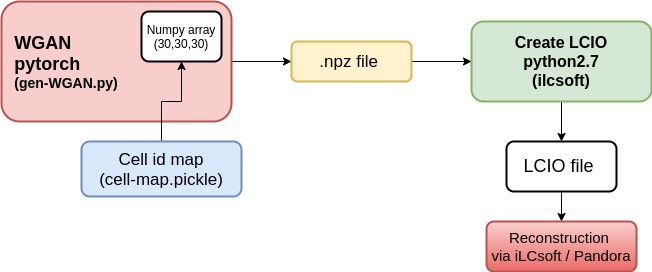 WGAN
pytorch
(gen-WGAN.py)
Numpy array
(30,30,30)
.npz file
Create LCIO
python2.7
(ilcsoft)
Cell id map
(cell-map.pickle)
LCIO file
Reconstruction
via iLCsoft / Pandora